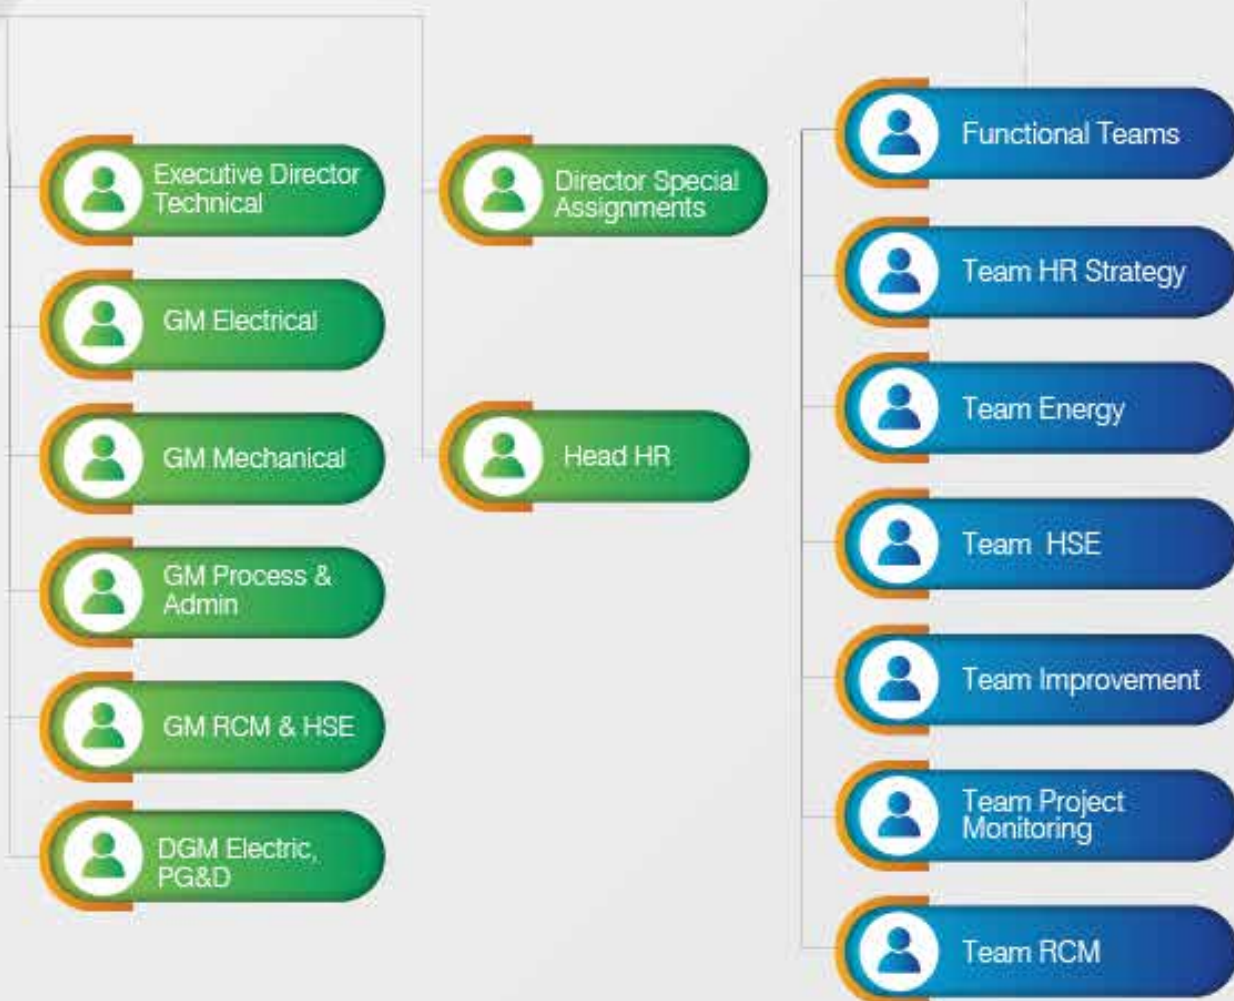 Executive Director
Technical
GM Electrical
GM Mechanical
GM Process &
Admin
GM RCM & HSE
DGM Electric,
PG&D
Director Special
Assignments
Head HR
Functional Teams
Team HR Strategy
Team Energy
Team HSE
Team Improvement
Team Project
Monitoring
Team RCM